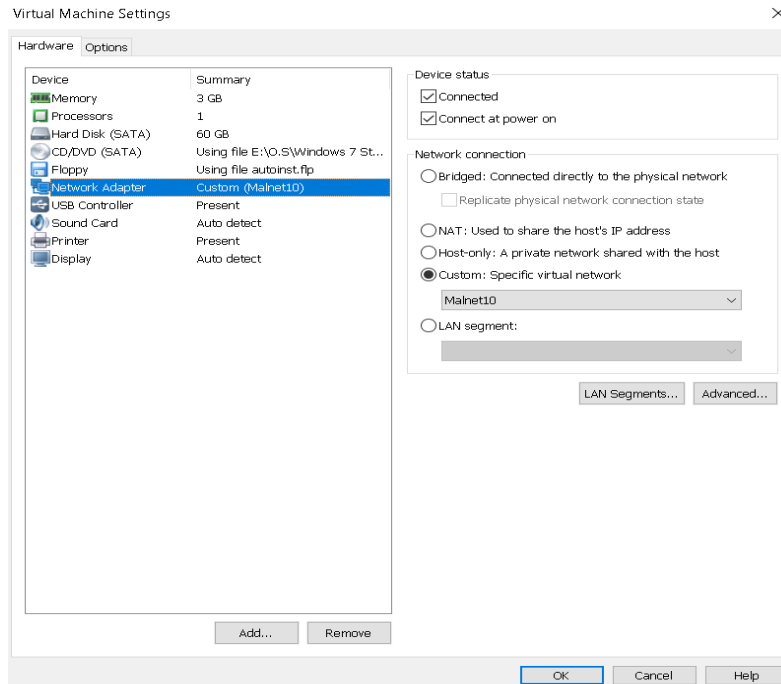 Virtual Machine Settings
Hardware Options
Device Summary
Memory 3 GB
Processors 1
Hard Disk (SATA) 60 GB
CD/DVD (SATA) Using file E:\O.S\Windows 7 St...
Floppy Using file autoinst.flp
Network Adapter Custom (Malnet10)
USB Controller Present
Sound Card Auto detect
Printer Present
Display Auto detect
Add... Remove
Device status
Connected
Connect at power on
Network connection
Bridged: Connected directly to the physical network
Replicate physical network connection state
NAT: Used to share the host's IP address
Host-only: A private network shared with the host
Custom: Specific virtual network
Malnet10
LAN segment:
LAN Segments... Advanced...
OK Cancel Help